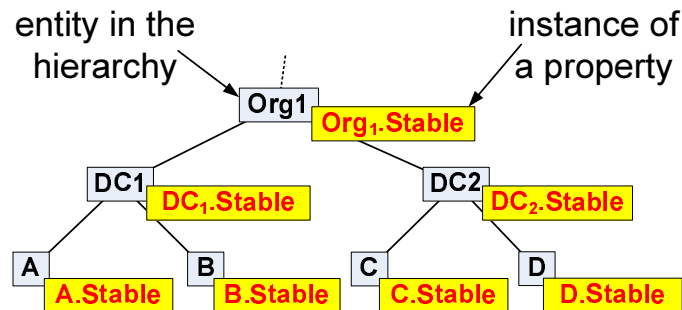 entity in the
hierarchy
instance of
a property
Org1
Org₁.Stable
DC1
DC₁.Stable
DC2
DC₂.Stable
A
A.Stable
B
B.Stable
C
C.Stable
D
D.Stable